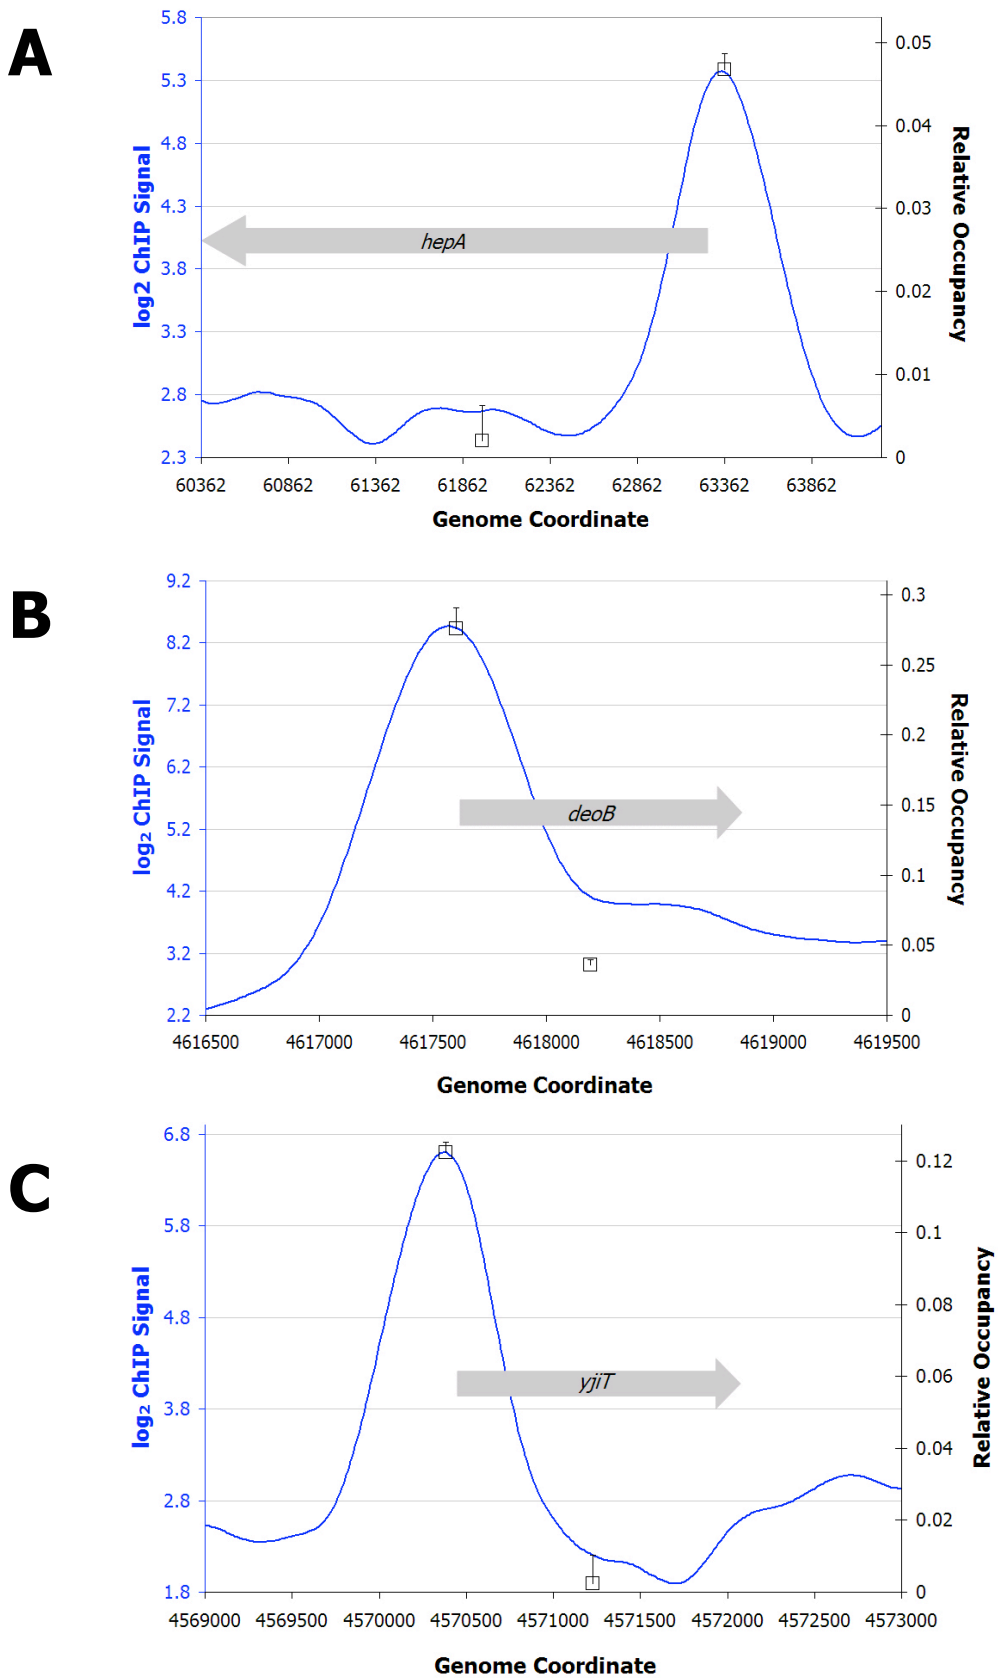 A
5.8
5.3
4.8
4.3
3.8
3.3
2.8
2.3
log2 ChIP Signal
hepA
0.05
0.04
0.03
0.02
0.01
0
Relative Occupancy
60362 60862 61362 61862 62362 62862 63362 63862
Genome Coordinate
B
9.2
8.2
7.2
6.2
5.2
4.2
3.2
2.2
log₂ ChIP Signal
deoB
0.3
0.25
0.2
0.15
0.1
0.05
0
Relative Occupancy
4616500 4617000 4617500 4618000 4618500 4619000 4619500
Genome Coordinate
C
6.8
5.8
4.8
3.8
2.8
1.8
log₂ ChIP Signal
yjiT
0.12
0.1
0.08
0.06
0.04
0.02
0
Relative Occupancy
4569000 4569500 4570000 4570500 4571000 4571500 4572000 4572500 4573000
Genome Coordinate